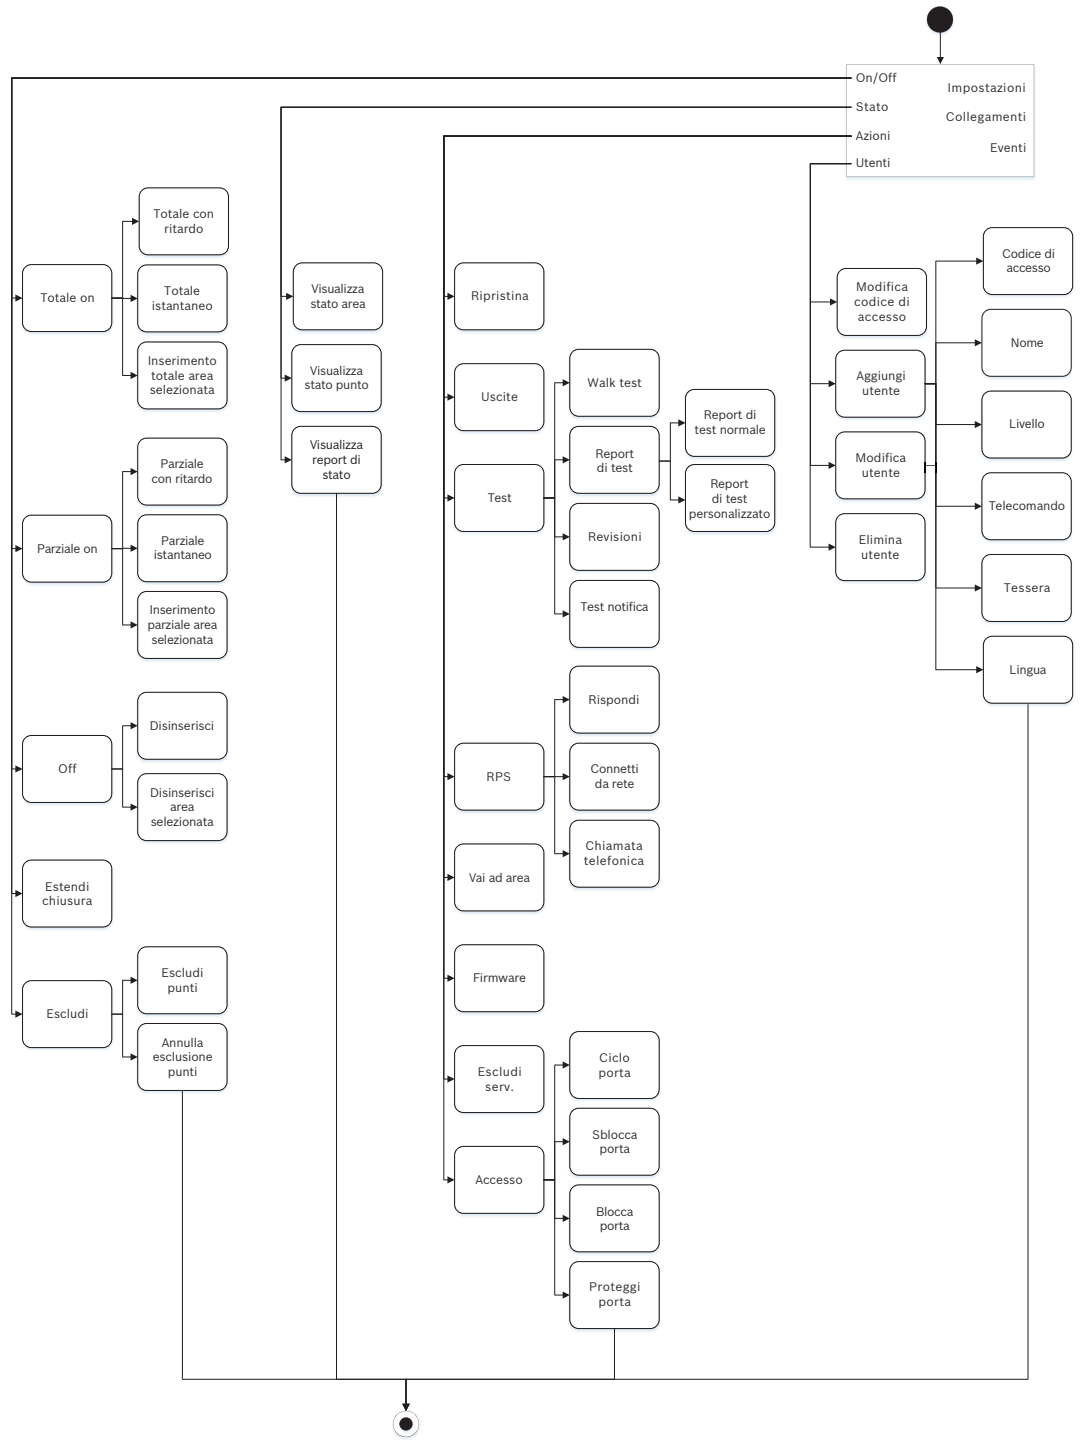 On/Off
Stato
Azioni
Utenti
Impostazioni
Collegamenti
Eventi
Totale on
Totale con
ritardo
Totale
istantaneo
Inserimento
totale area
selezionata
Parziale on
Parziale
con ritardo
Parziale
istantaneo
Inserimento
parziale area
selezionata
Off
Disinserisci
Disinserisci
area
selezionata
Estendi
chiusura
Escludi
Escludi
punti
Annulla
esclusione
punti
Visualizza
stato area
Visualizza
stato punto
Visualizza
report di
stato
Ripristina
Uscite
Test
Walk test
Report
di test
Report di
test normale
Report
di test
personalizzato
Revisioni
Test notifica
RPS
Rispondi
Connetti
da rete
Chiamata
telefonica
Vai ad area
Firmware
Escludi
serv.
Accesso
Ciclo
porta
Sblocca
porta
Blocca
porta
Proteggi
porta
Modifica
codice di
accesso
Aggiungi
utente
Modifica
utente
Elimina
utente
Codice di
accesso
Nome
Livello
Telecomando
Tessera
Lingua